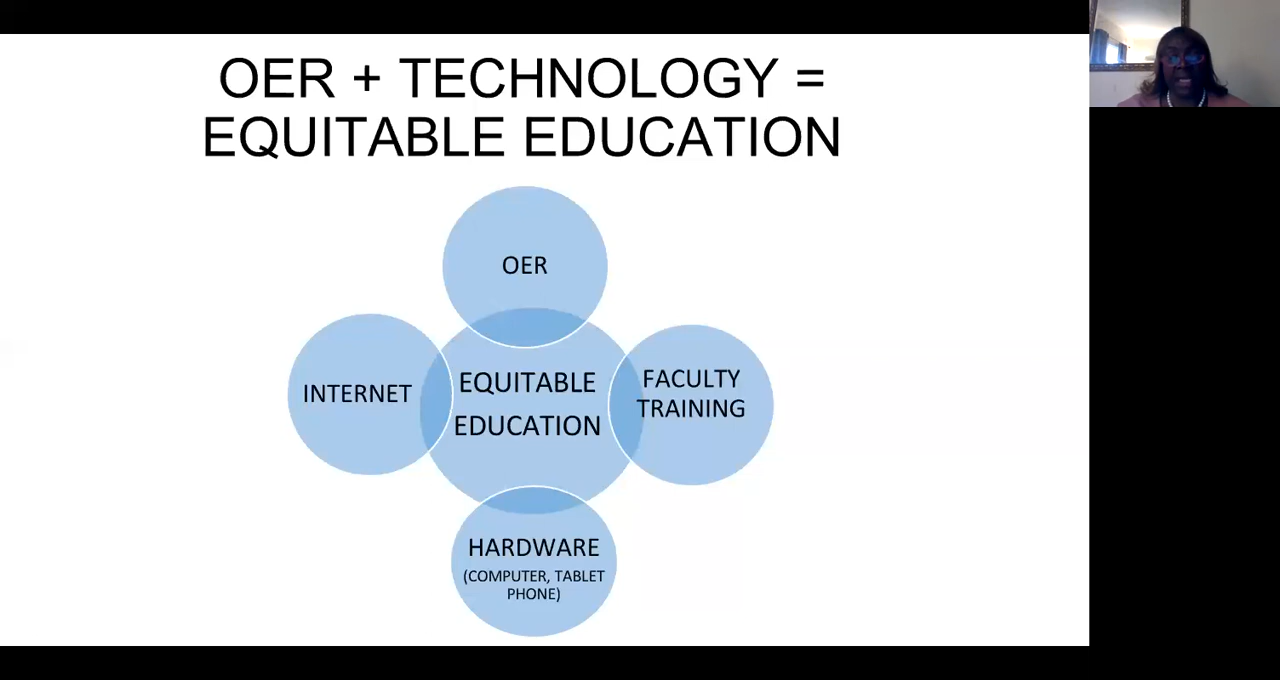 OER + TECHNOLOGY =
EQUITABLE EDUCATION
OER
INTERNET
EQUITABLE
EDUCATION
FACULTY
TRAINING
HARDWARE
(COMPUTER, TABLET
PHONE)